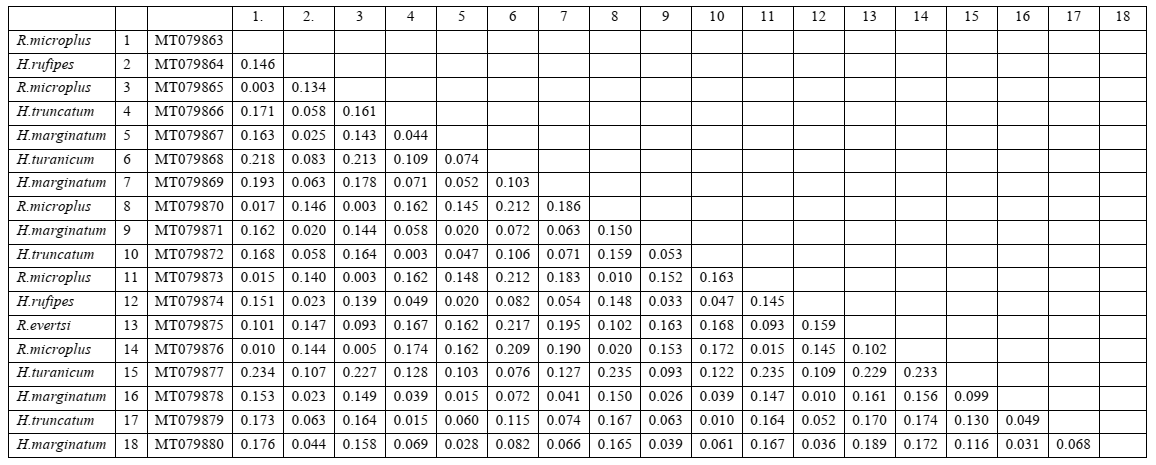 1. 2. 3 4 5 6 7 8 9 10 11 12 13 14 15 16 17 18
R.microplus 1 MT079863
H.rufipes 2 MT079864 0.146
R.microplus 3 MT079865 0.003 0.134
H.truncatum 4 MT079866 0.171 0.058 0.161
H.marginatum 5 MT079867 0.163 0.025 0.143 0.044
H.turanicum 6 MT079868 0.218 0.083 0.213 0.109 0.074
H.marginatum 7 MT079869 0.193 0.063 0.178 0.071 0.052 0.103
R.microplus 8 MT079870 0.017 0.146 0.003 0.162 0.145 0.212 0.186
H.marginatum 9 MT079871 0.162 0.020 0.144 0.058 0.020 0.072 0.063 0.150
H.truncatum 10 MT079872 0.168 0.058 0.164 0.003 0.047 0.106 0.071 0.159 0.053
R.microplus 11 MT079873 0.015 0.140 0.003 0.162 0.148 0.212 0.183 0.010 0.152 0.163
H.rufipes 12 MT079874 0.151 0.023 0.139 0.049 0.020 0.082 0.054 0.148 0.033 0.047 0.145
R.evertsi 13 MT079875 0.101 0.147 0.093 0.167 0.162 0.217 0.195 0.102 0.163 0.168 0.093 0.159
R.microplus 14 MT079876 0.010 0.144 0.005 0.174 0.162 0.209 0.190 0.020 0.153 0.172 0.015 0.145 0.102
H.turanicum 15 MT079877 0.234 0.107 0.227 0.128 0.103 0.076 0.127 0.235 0.093 0.122 0.235 0.109 0.229 0.233
H.marginatum 16 MT079878 0.153 0.023 0.149 0.039 0.015 0.072 0.041 0.150 0.026 0.039 0.147 0.010 0.161 0.156 0.099
H.truncatum 17 MT079879 0.173 0.063 0.164 0.015 0.060 0.115 0.074 0.167 0.063 0.010 0.164 0.052 0.170 0.174 0.130 0.049
H.marginatum 18 MT079880 0.176 0.044 0.158 0.069 0.028 0.082 0.066 0.165 0.039 0.061 0.167 0.036 0.189 0.172 0.116 0.031 0.068